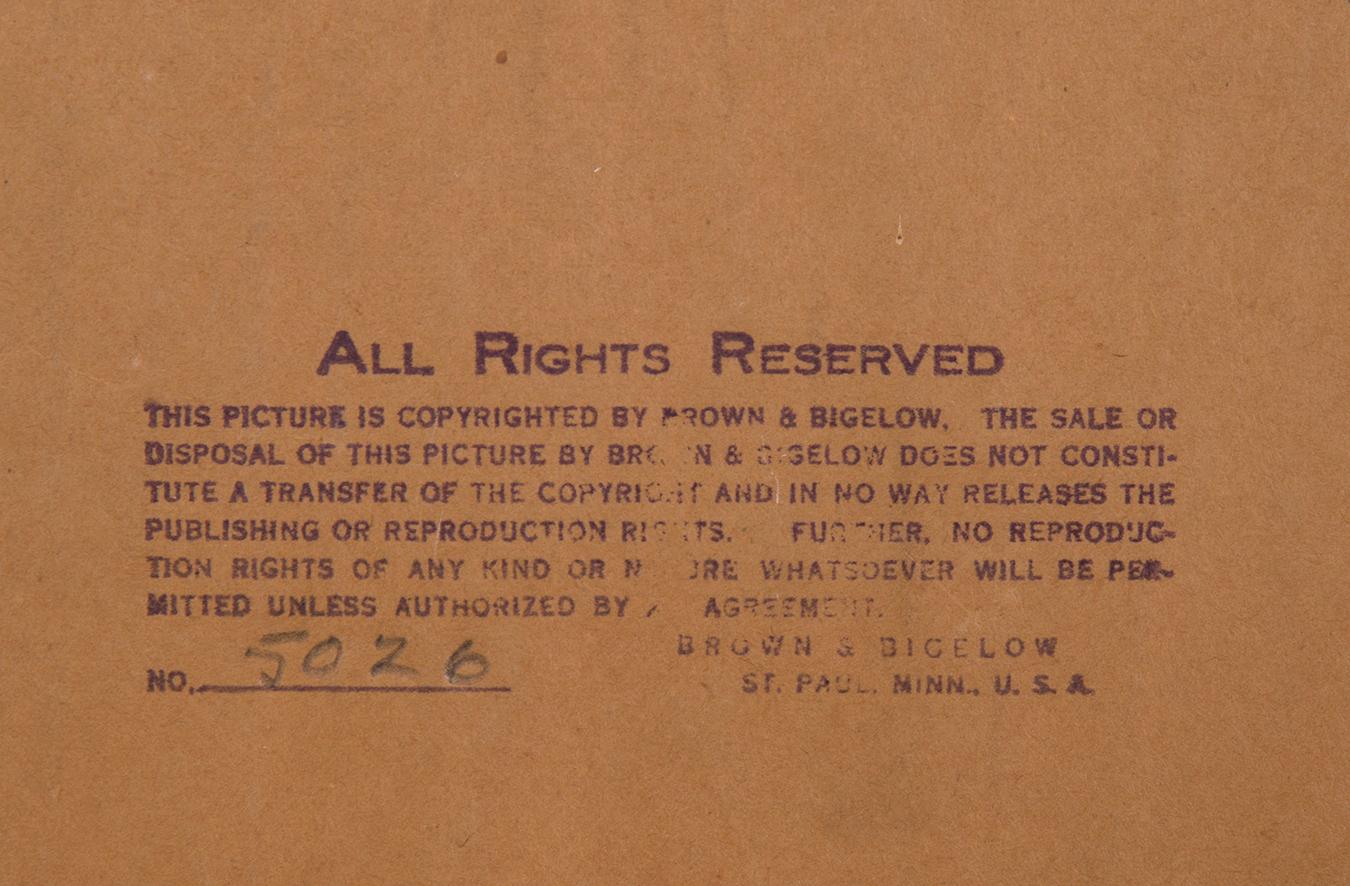 ALL RIGHTS RESERVED
THIS PICTURE IS COPYRIGHTED BY BROWN & BIGELOW. THE SALE OR
DISPOSAL OF THIS PICTURE BY BROWN & BIGELOW DOES NOT CONSTI-
TUTE A TRANSFER OF THE COPYRIGHT AND IN NO WAY RELEASES THE
PUBLISHING OR REPRODUCTION RIGHTS. FURTHER, NO REPRODUC-
TION RIGHTS OF ANY KIND OR NATURE WHATSOEVER WILL BE PER-
MITTED UNLESS AUTHORIZED BY AGREEMENT.
BROWN & BIGELOW
NO. 5026
ST. PAUL, MINN., U. S. A.